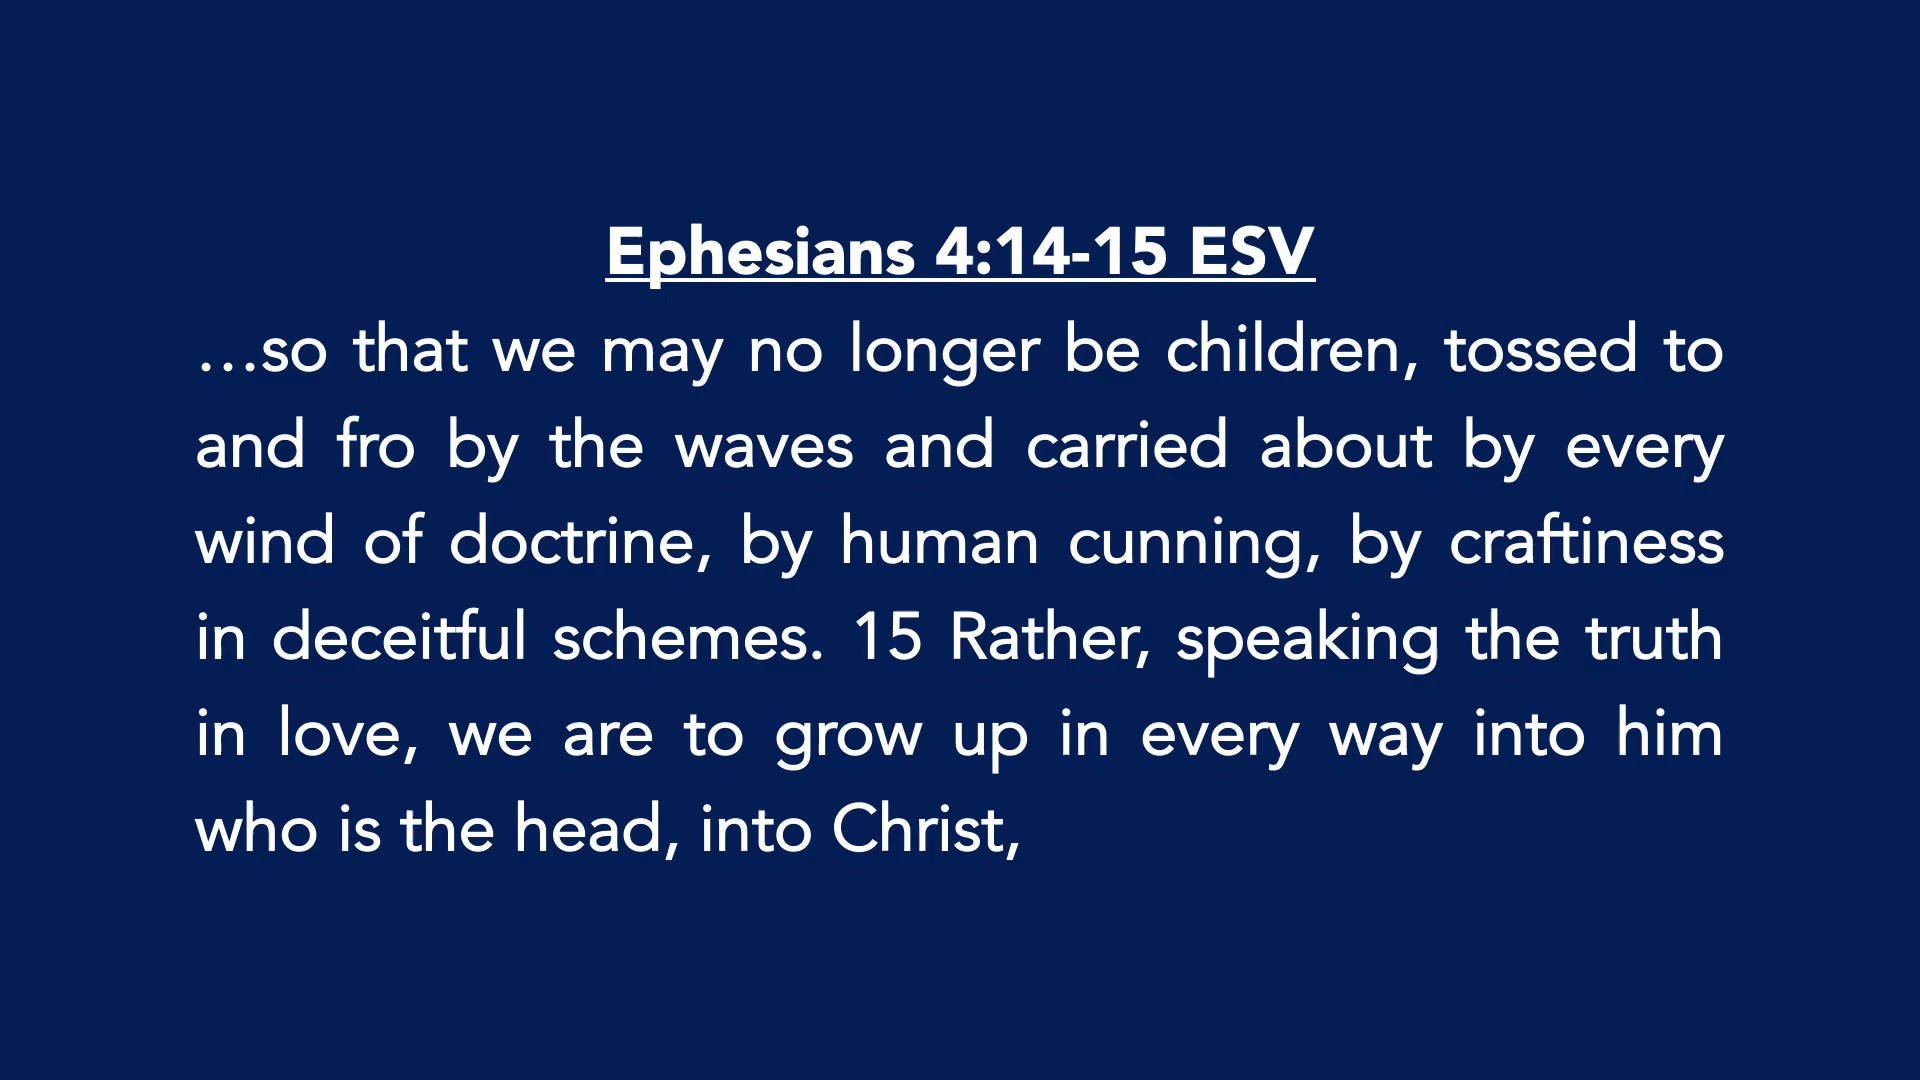 Ephesians 4:14-15 ESV
…so that we may no longer be children, tossed to
and fro by the waves and carried about by every
wind of doctrine, by human cunning, by craftiness
in deceitful schemes. 15 Rather, speaking the truth
in love, we are to grow up in every way into him
who is the head, into Christ,